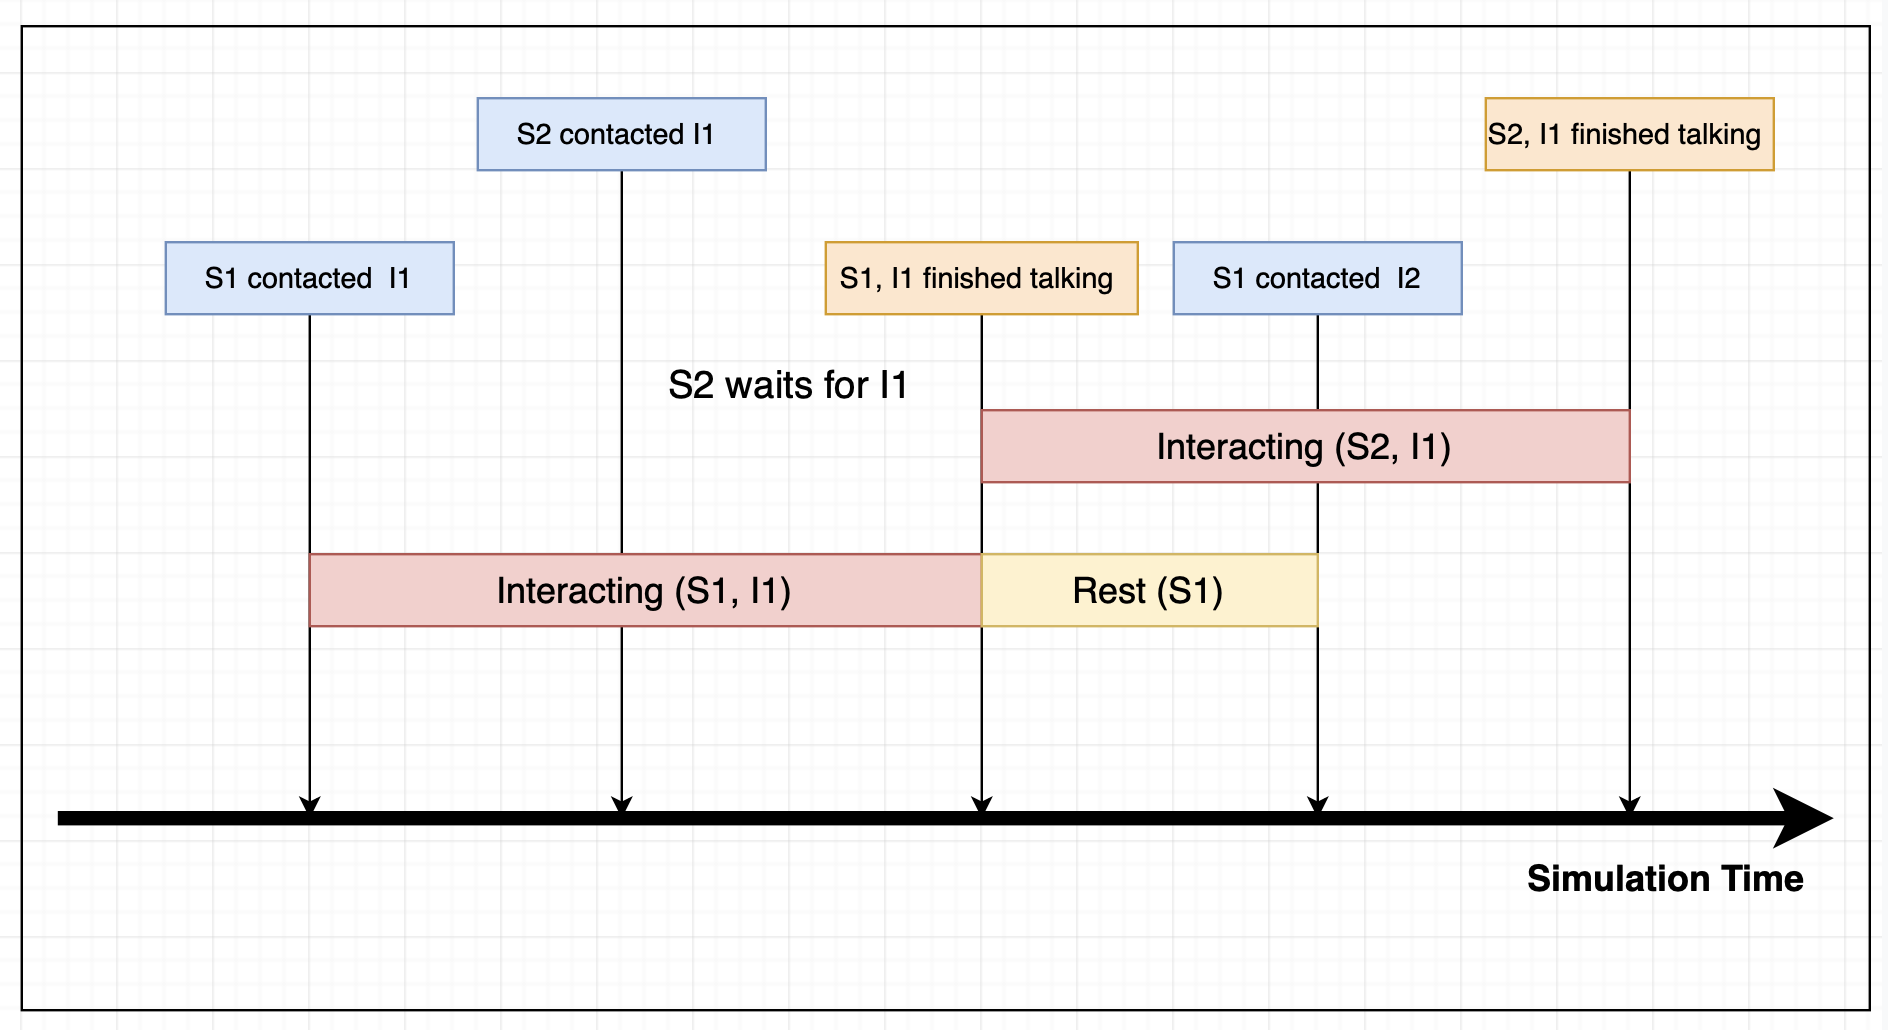 S2 contacted I1
S2, I1 finished talking
S1 contacted  I1
S1, I1 finished talking
S1 contacted  I2
S2 waits for I1
Interacting (S2, I1)
Interacting (S1, I1)
Rest (S1)
Simulation Time